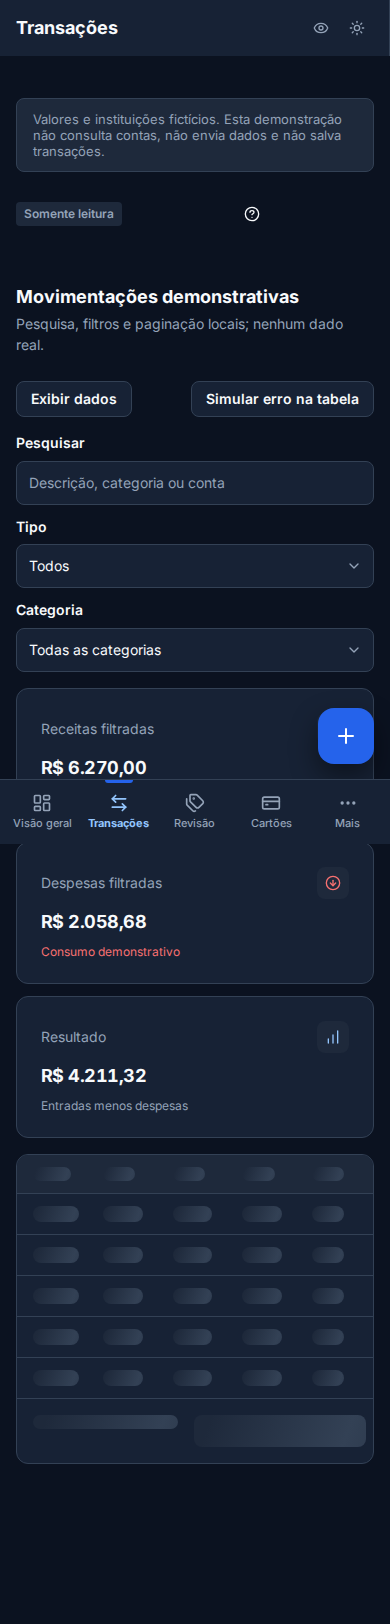 Transações
Valores e instituições fictícios. Esta demonstração
não consulta contas, não envia dados e não salva
transações.
Somente leitura
Movimentações demonstrativas
Pesquisa, filtros e paginação locais; nenhum dado
real.
Exibir dados
Simular erro na tabela
Pesquisar
Descrição, categoria ou conta
Tipo
Todos
Categoria
Todas as categorias
Receitas filtradas
R$ 6.270,00
Visão geral
Transações
Revisão
Cartões
Mais
Despesas filtradas
R$ 2.058,68
Consumo demonstrativo
Resultado
R$ 4.211,32
Entradas menos despesas